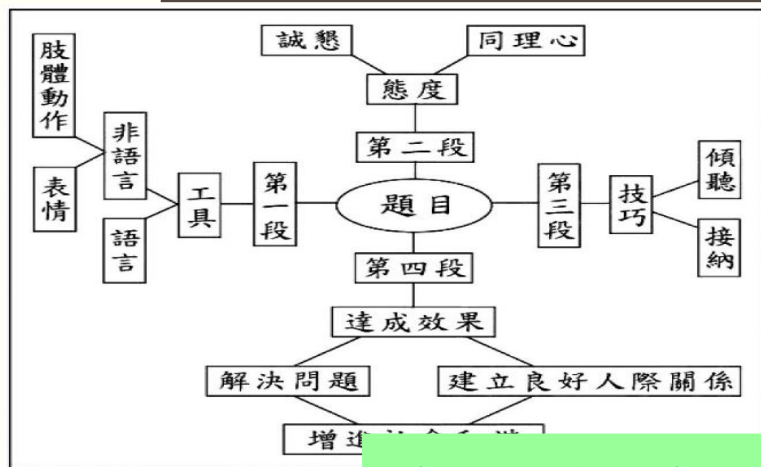 誠懇
同理心
態度
第二段
肢體動作
表情
非語言
語言
工具
第一段
題目
第三段
技巧
傾聽
接納
第四段
達成效果
解決問題
建立良好人際關係
增進